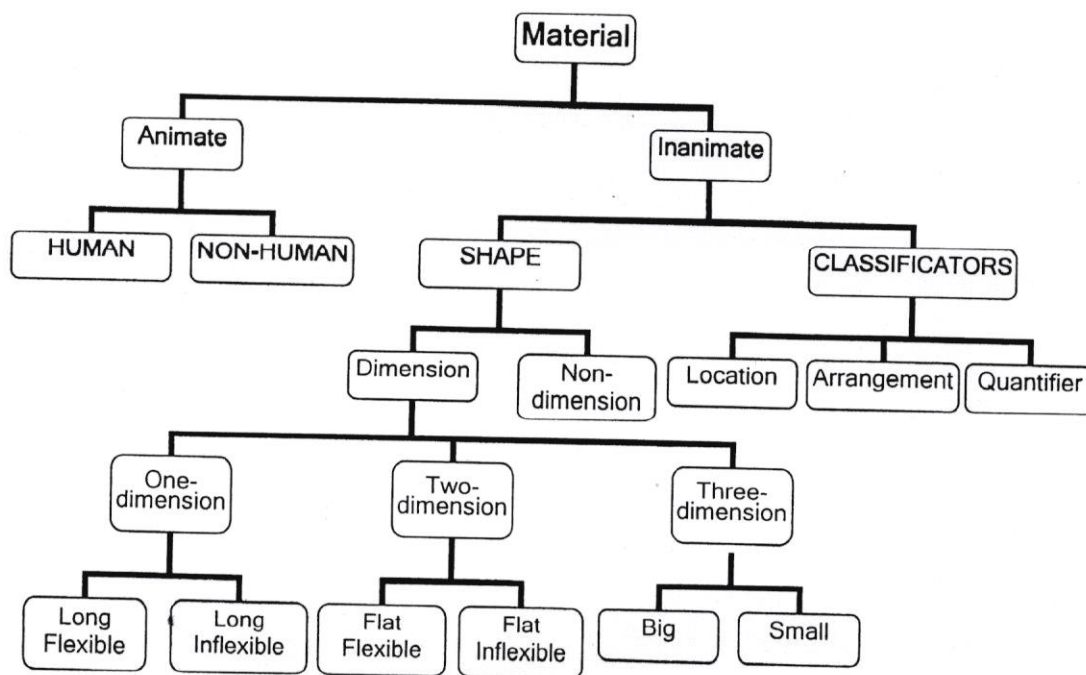 Material
Animate
Inanimate
HUMAN
NON-HUMAN
SHAPE
CLASSIFICATORS
Dimension
Non-
dimension
Location
Arrangement
Quantifier
One-
dimension
Two-
dimension
Three-
dimension
Long
Flexible
Long
Inflexible
Flat
Flexible
Flat
Inflexible
Big
Small